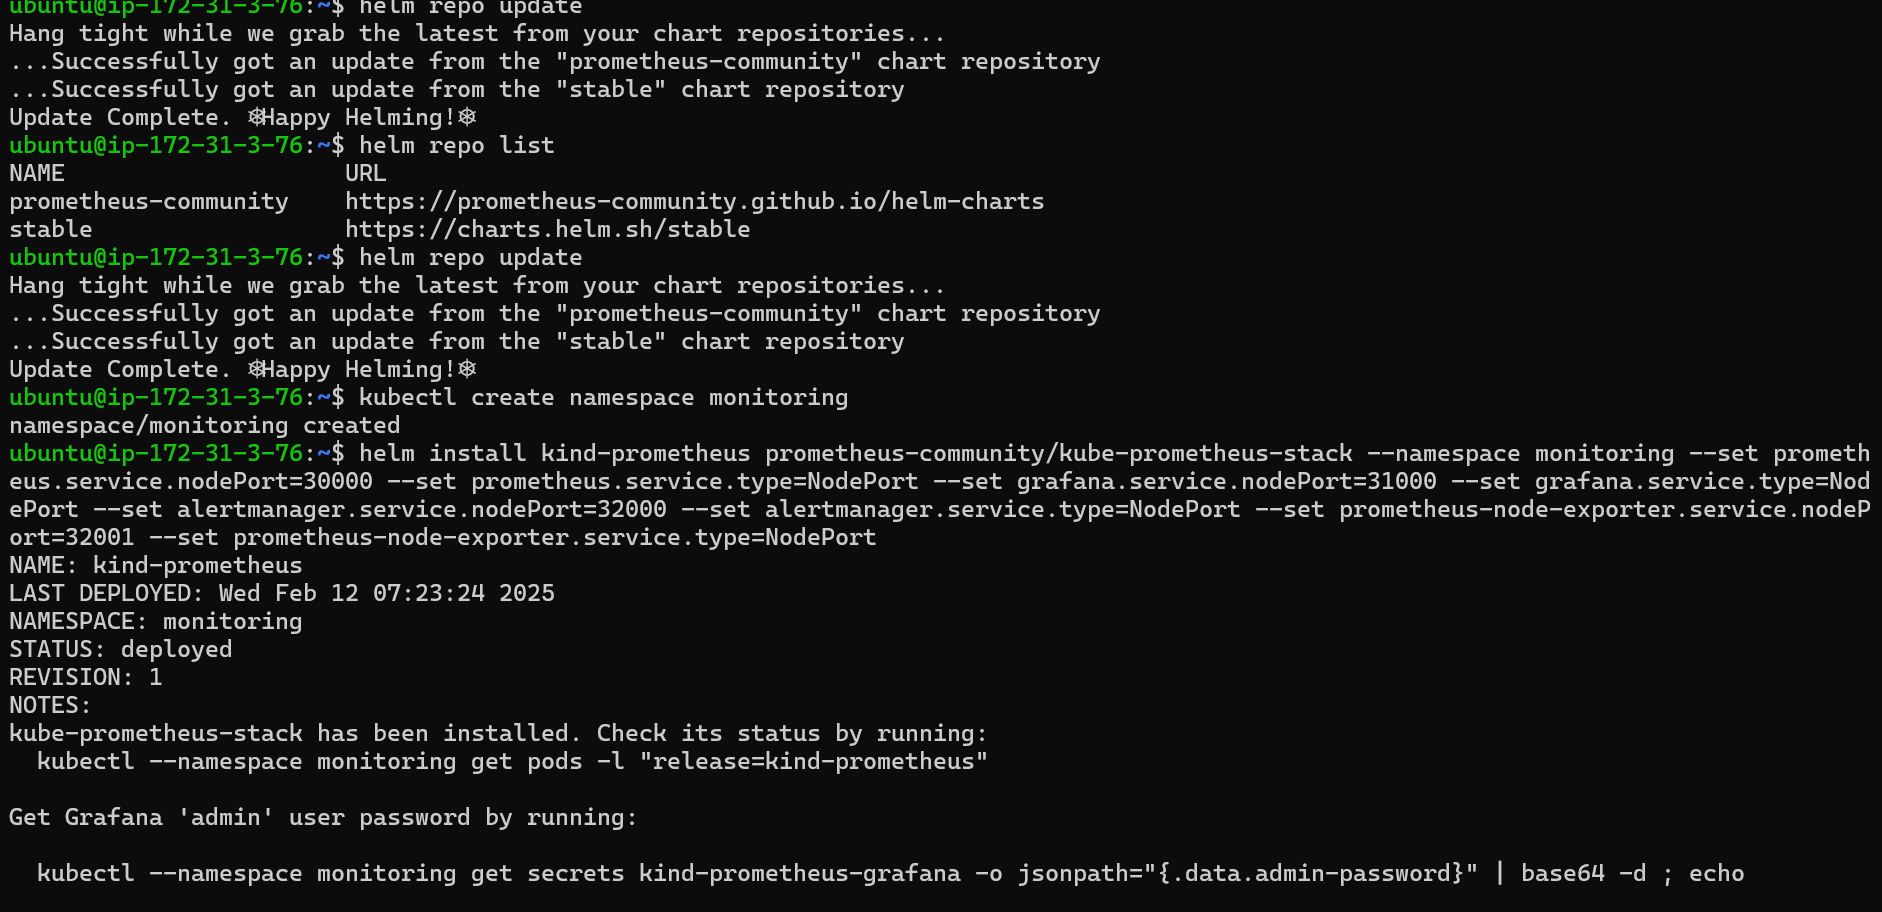 ubuntu@ip-172-31-3-76:~$ helm repo update
Hang tight while we grab the latest from your chart repositories...
...Successfully got an update from the "prometheus-community" chart repository
...Successfully got an update from the "stable" chart repository
Update Complete. ⎈Happy Helming!⎈
ubuntu@ip-172-31-3-76:~$ helm repo list
NAME                    URL
prometheus-community    https://prometheus-community.github.io/helm-charts
stable                  https://charts.helm.sh/stable
ubuntu@ip-172-31-3-76:~$ helm repo update
Hang tight while we grab the latest from your chart repositories...
...Successfully got an update from the "prometheus-community" chart repository
...Successfully got an update from the "stable" chart repository
Update Complete. ⎈Happy Helming!⎈
ubuntu@ip-172-31-3-76:~$ kubectl create namespace monitoring
namespace/monitoring created
ubuntu@ip-172-31-3-76:~$ helm install kind-prometheus prometheus-community/kube-prometheus-stack --namespace monitoring --set prometh
eus.service.nodePort=30000 --set prometheus.service.type=NodePort --set grafana.service.nodePort=31000 --set grafana.service.type=Nod
ePort --set alertmanager.service.nodePort=32000 --set alertmanager.service.type=NodePort --set prometheus-node-exporter.service.nodeP
ort=32001 --set prometheus-node-exporter.service.type=NodePort
NAME: kind-prometheus
LAST DEPLOYED: Wed Feb 12 07:23:24 2025
NAMESPACE: monitoring
STATUS: deployed
REVISION: 1
NOTES:
kube-prometheus-stack has been installed. Check its status by running:
  kubectl --namespace monitoring get pods -l "release=kind-prometheus"

Get Grafana 'admin' user password by running:

  kubectl --namespace monitoring get secrets kind-prometheus-grafana -o jsonpath="{.data.admin-password}" | base64 -d ; echo